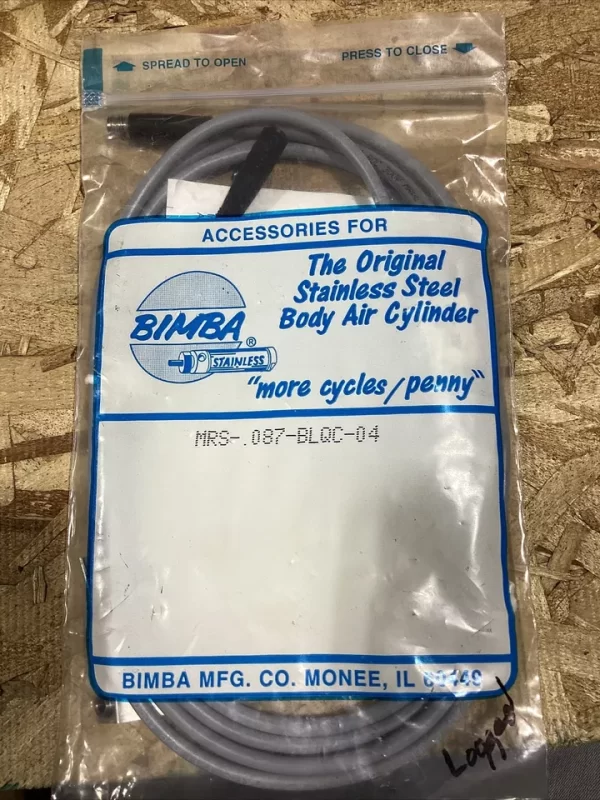 SPREAD TO OPEN
PRESS TO CLOSE
ACCESSORIES FOR
BIMBA
®
STAINLESS
The Original
Stainless Steel
Body Air Cylinder
"more cycles/penny"
MRS-.087-BLQC-04
BIMBA MFG. CO. MONEE, IL 60449
Logged